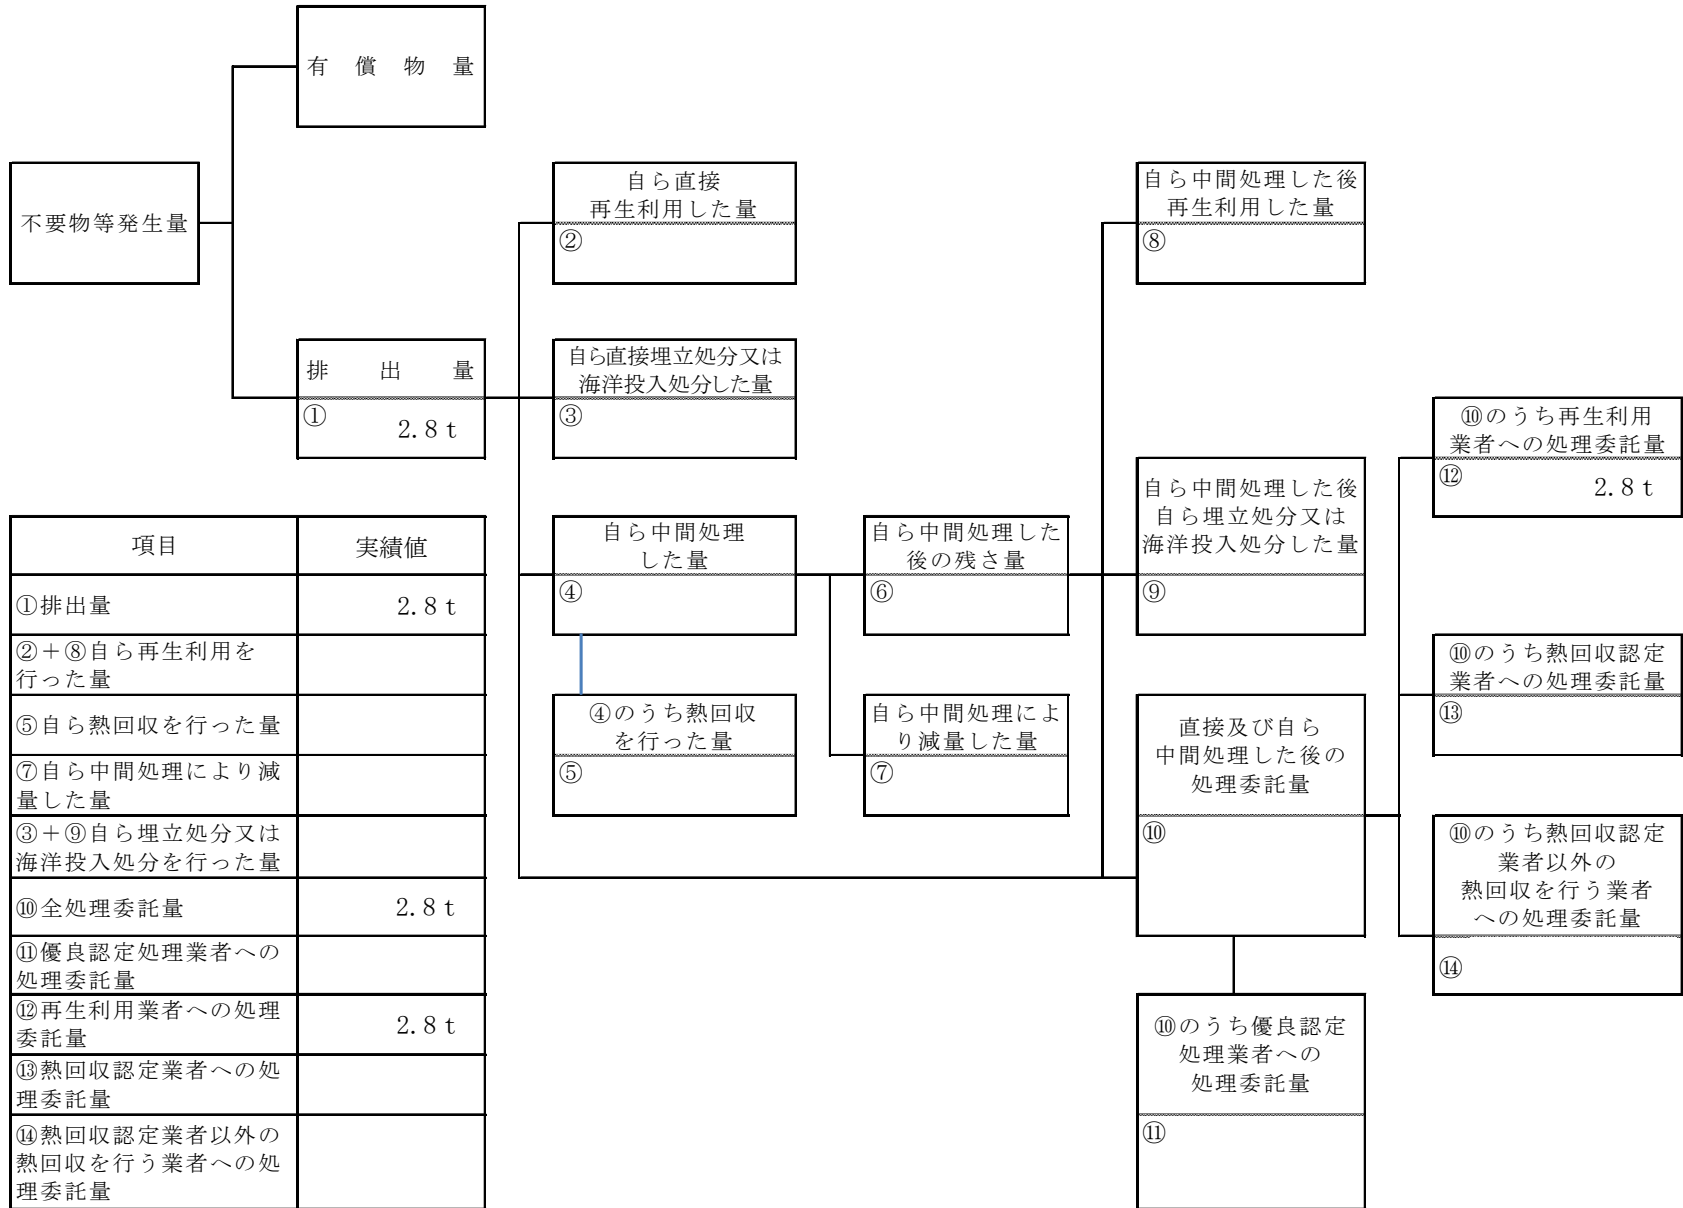 有償物量
不要物等発生量
自ら直接
再生利用した量
②
自ら中間処理した後
再生利用した量
⑧
排出量
① 2.8 t
自ら直接埋立処分又は
海洋投入処分した量
③
⑩のうち再生利用
業者への処理委託量
⑫ 2.8 t
自ら中間処理した後
自ら埋立処分又は
海洋投入処分した量
⑨
自ら中間処理
した量
④
自ら中間処理した
後の残さ量
⑥
⑩のうち熱回収認定
業者への処理委託量
⑬
④のうち熱回収
を行った量
⑤
自ら中間処理によ
り減量した量
⑦
直接及び自ら
中間処理した後の
処理委託量
⑩
⑩のうち熱回収認定
業者以外の
熱回収を行う業者
への処理委託量
⑭
⑩のうち優良認定
処理業者への
処理委託量
⑪
項目 実績値
①排出量 2.8 t
②+⑧自ら再生利用を
行った量
⑤自ら熱回収を行った量
⑦自ら中間処理により減
量した量
③+⑨自ら埋立処分又は
海洋投入処分を行った量
⑩全処理委託量 2.8 t
⑪優良認定処理業者への
処理委託量
⑫再生利用業者への処理
委託量 2.8 t
⑬熱回収認定業者への処
理委託量
⑭熱回収認定業者以外の
熱回収を行う業者への処
理委託量